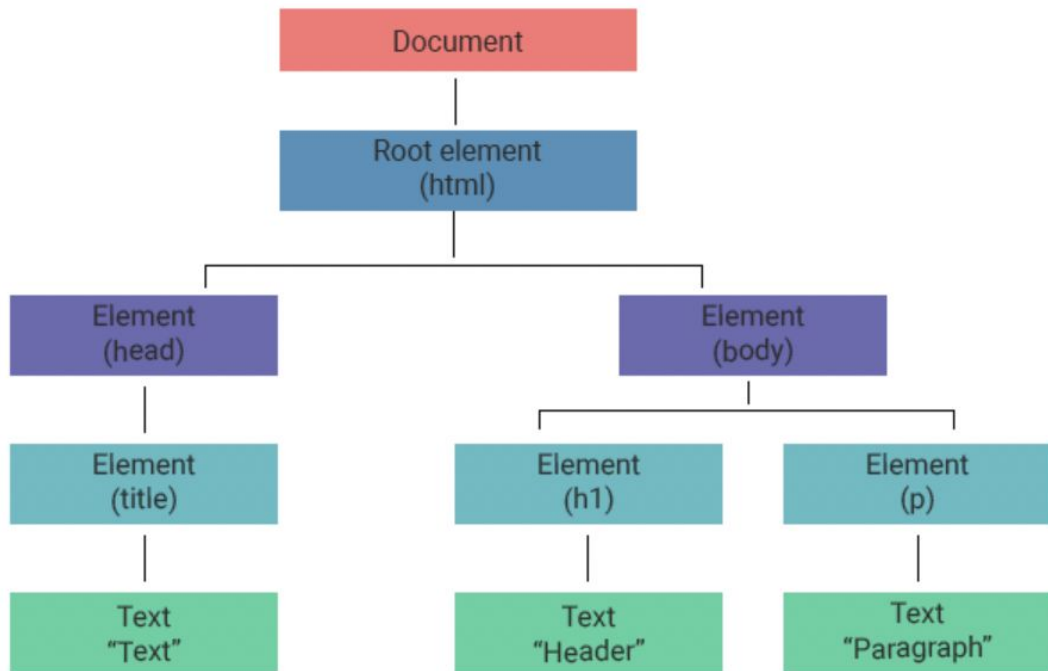 Document
Root element
(html)
Element
(head)
Element
(body)
Element
(title)
Element
(h1)
Element
(p)
Text
“Text”
Text
“Header”
Text
“Paragraph”